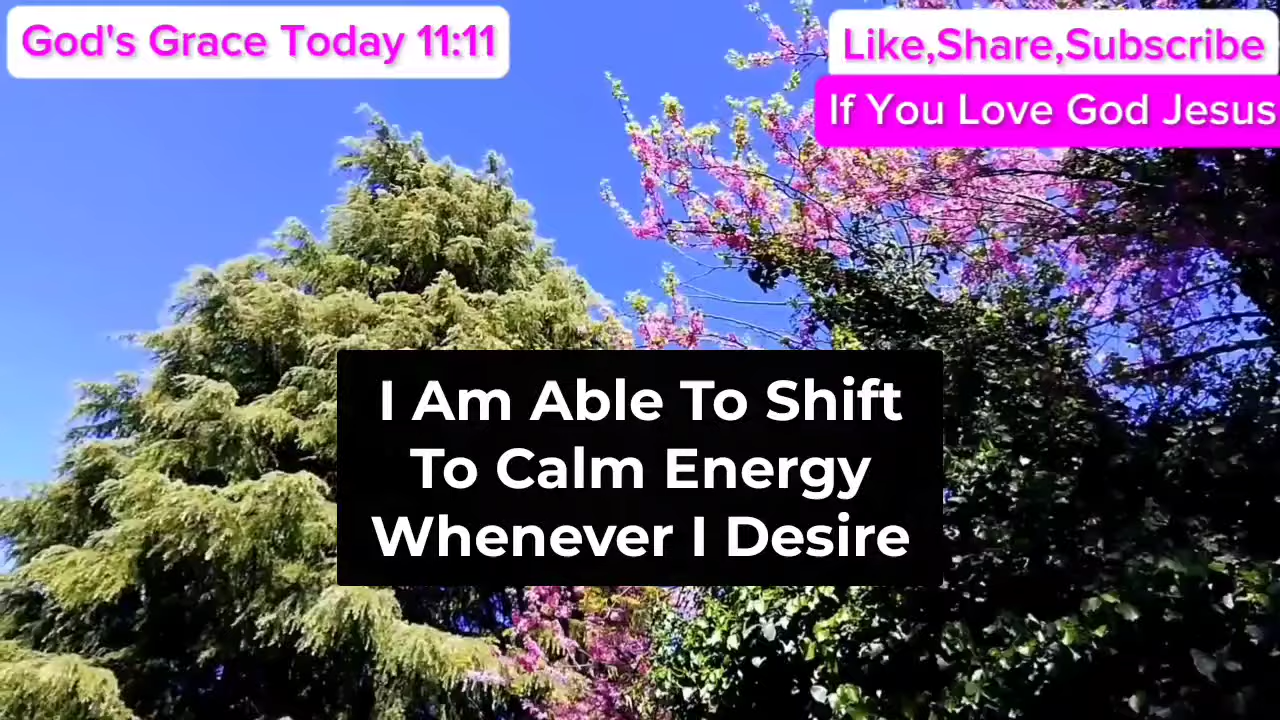 God's Grace Today 11:11
Like,Share,Subscribe
If You Love God Jesus
I Am Able To Shift
To Calm Energy
Whenever I Desire